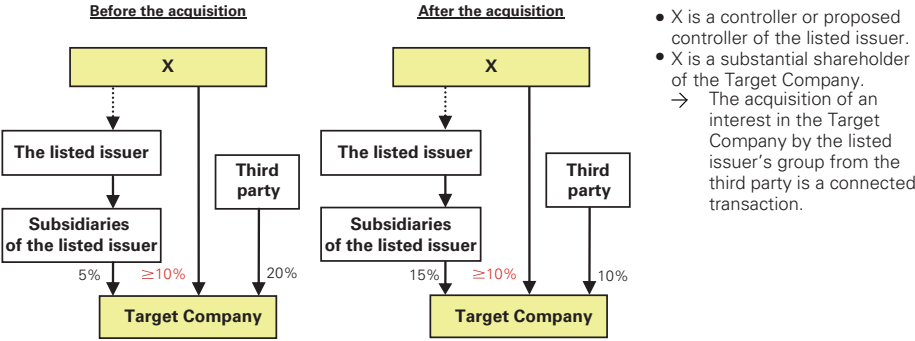 Before the acquisition
X
The listed issuer
Third
party
Subsidiaries
of the listed issuer
5%
≥10%
20%
Target Company
After the acquisition
X
The listed issuer
Third
party
Subsidiaries
of the listed issuer
15%
≥10%
10%
Target Company
• X is a controller or proposed
controller of the listed issuer.
• X is a substantial shareholder
of the Target Company.
→ The acquisition of an
interest in the Target
Company by the listed
issuer's group from the
third party is a connected
transaction.